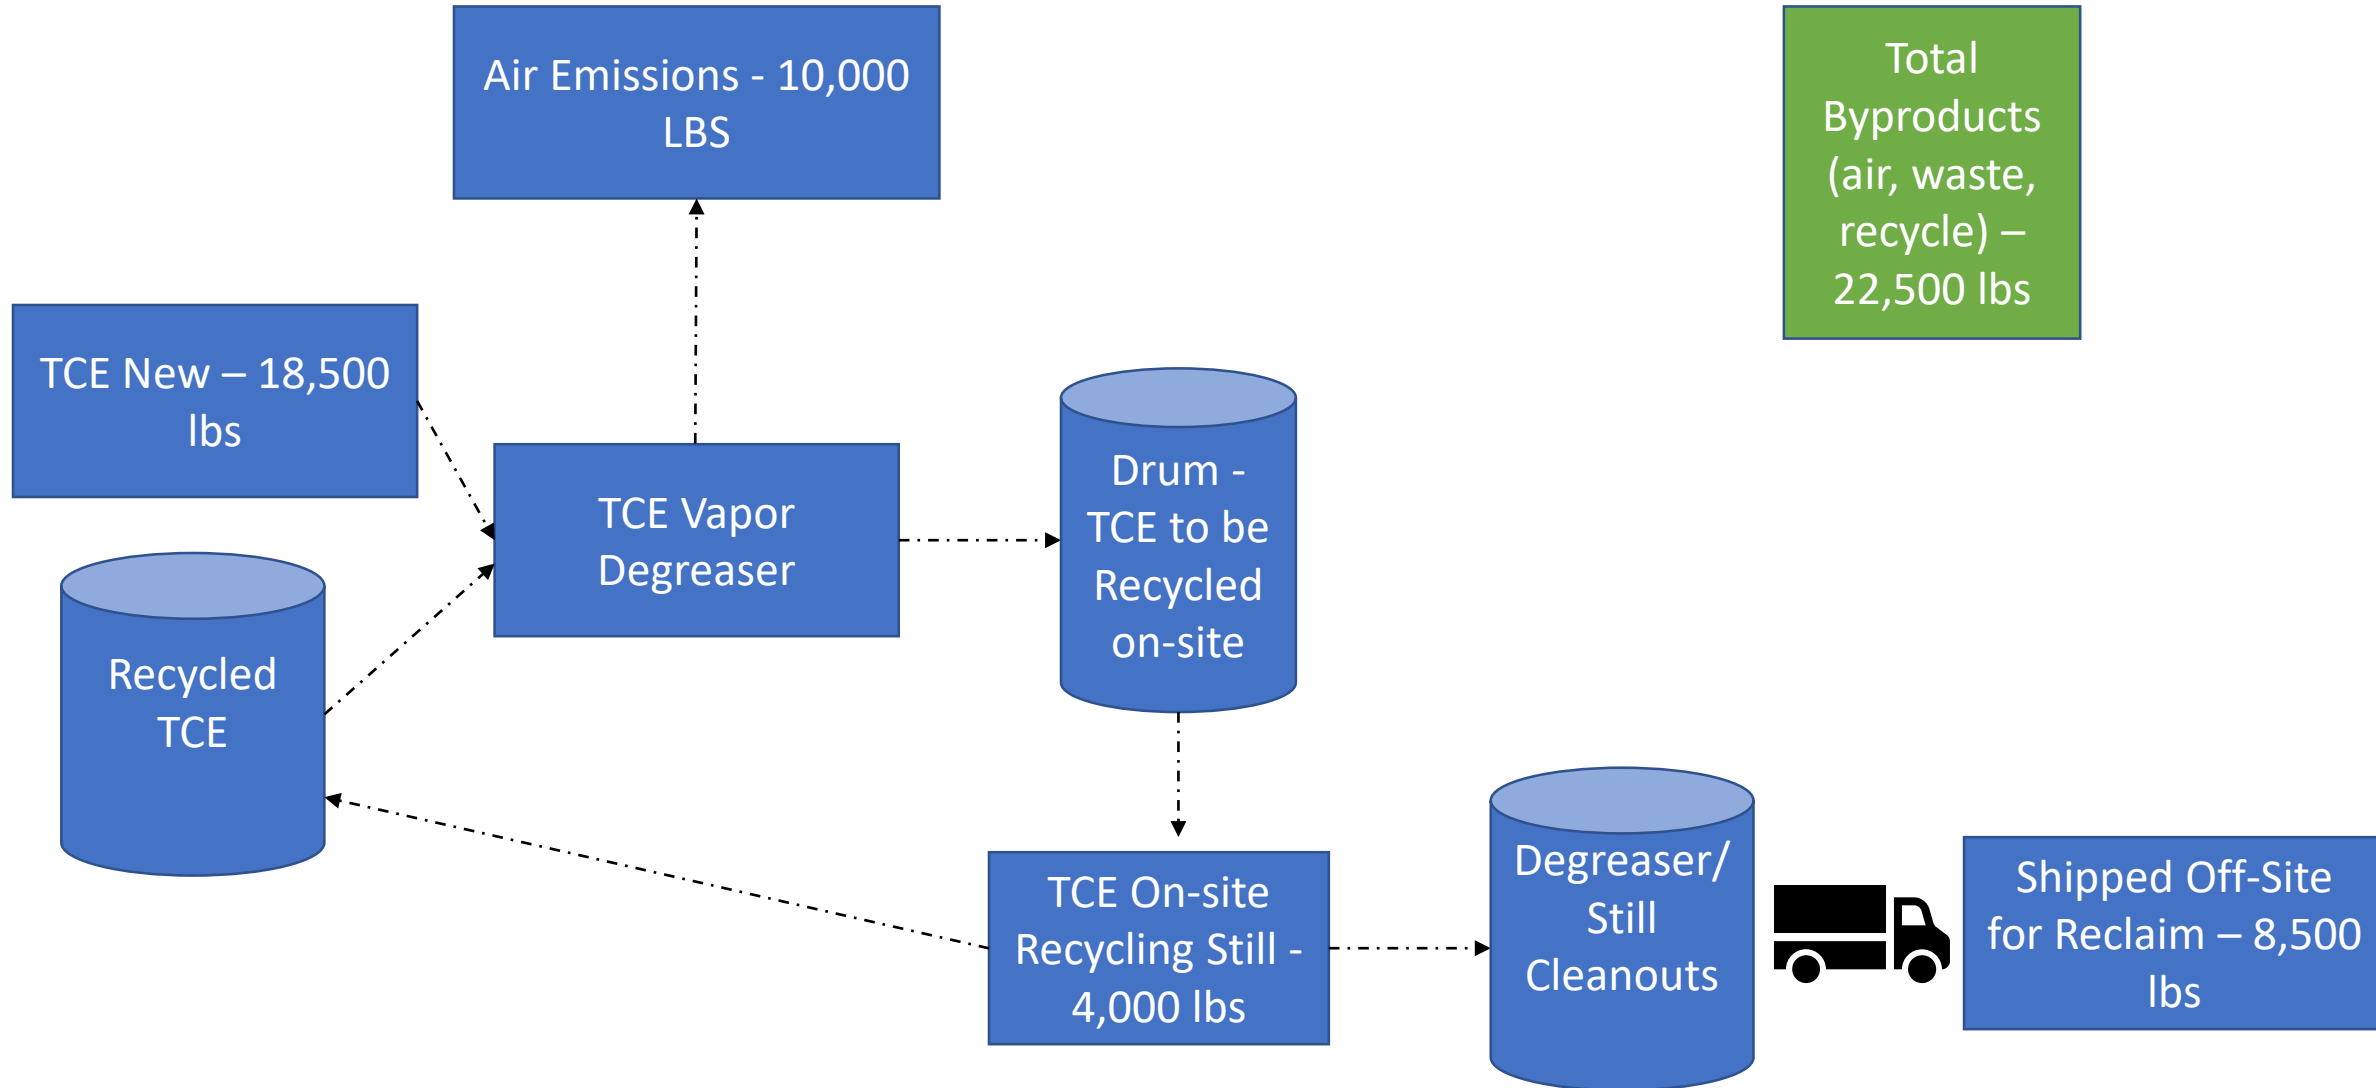 Air Emissions - 10,000
LBS
Total
Byproducts
(air, waste,
recycle) –
22,500 lbs
TCE New – 18,500
lbs
TCE Vapor
Degreaser
Drum -
TCE to be
Recycled
on-site
Recycled
TCE
TCE On-site
Recycling Still -
4,000 lbs
Degreaser/
Still
Cleanouts
Shipped Off-Site
for Reclaim – 8,500
lbs